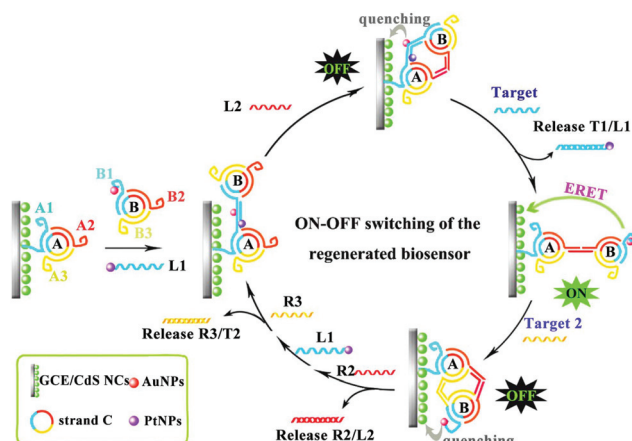 quenching
B
OFF
A
L2
Target
Release T1/L1
B1
B
B2
A1
A2
B3
A
A3
L1
B
A
ON-OFF switching of the
regenerated biosensor
ERET
A
B
ON
Target 2
R3
Release R3/T2
L1
R2
A
B
OFF
Release R2/L2
quenching
GCE/CdS NCs
AuNPs
strand C
PtNPs